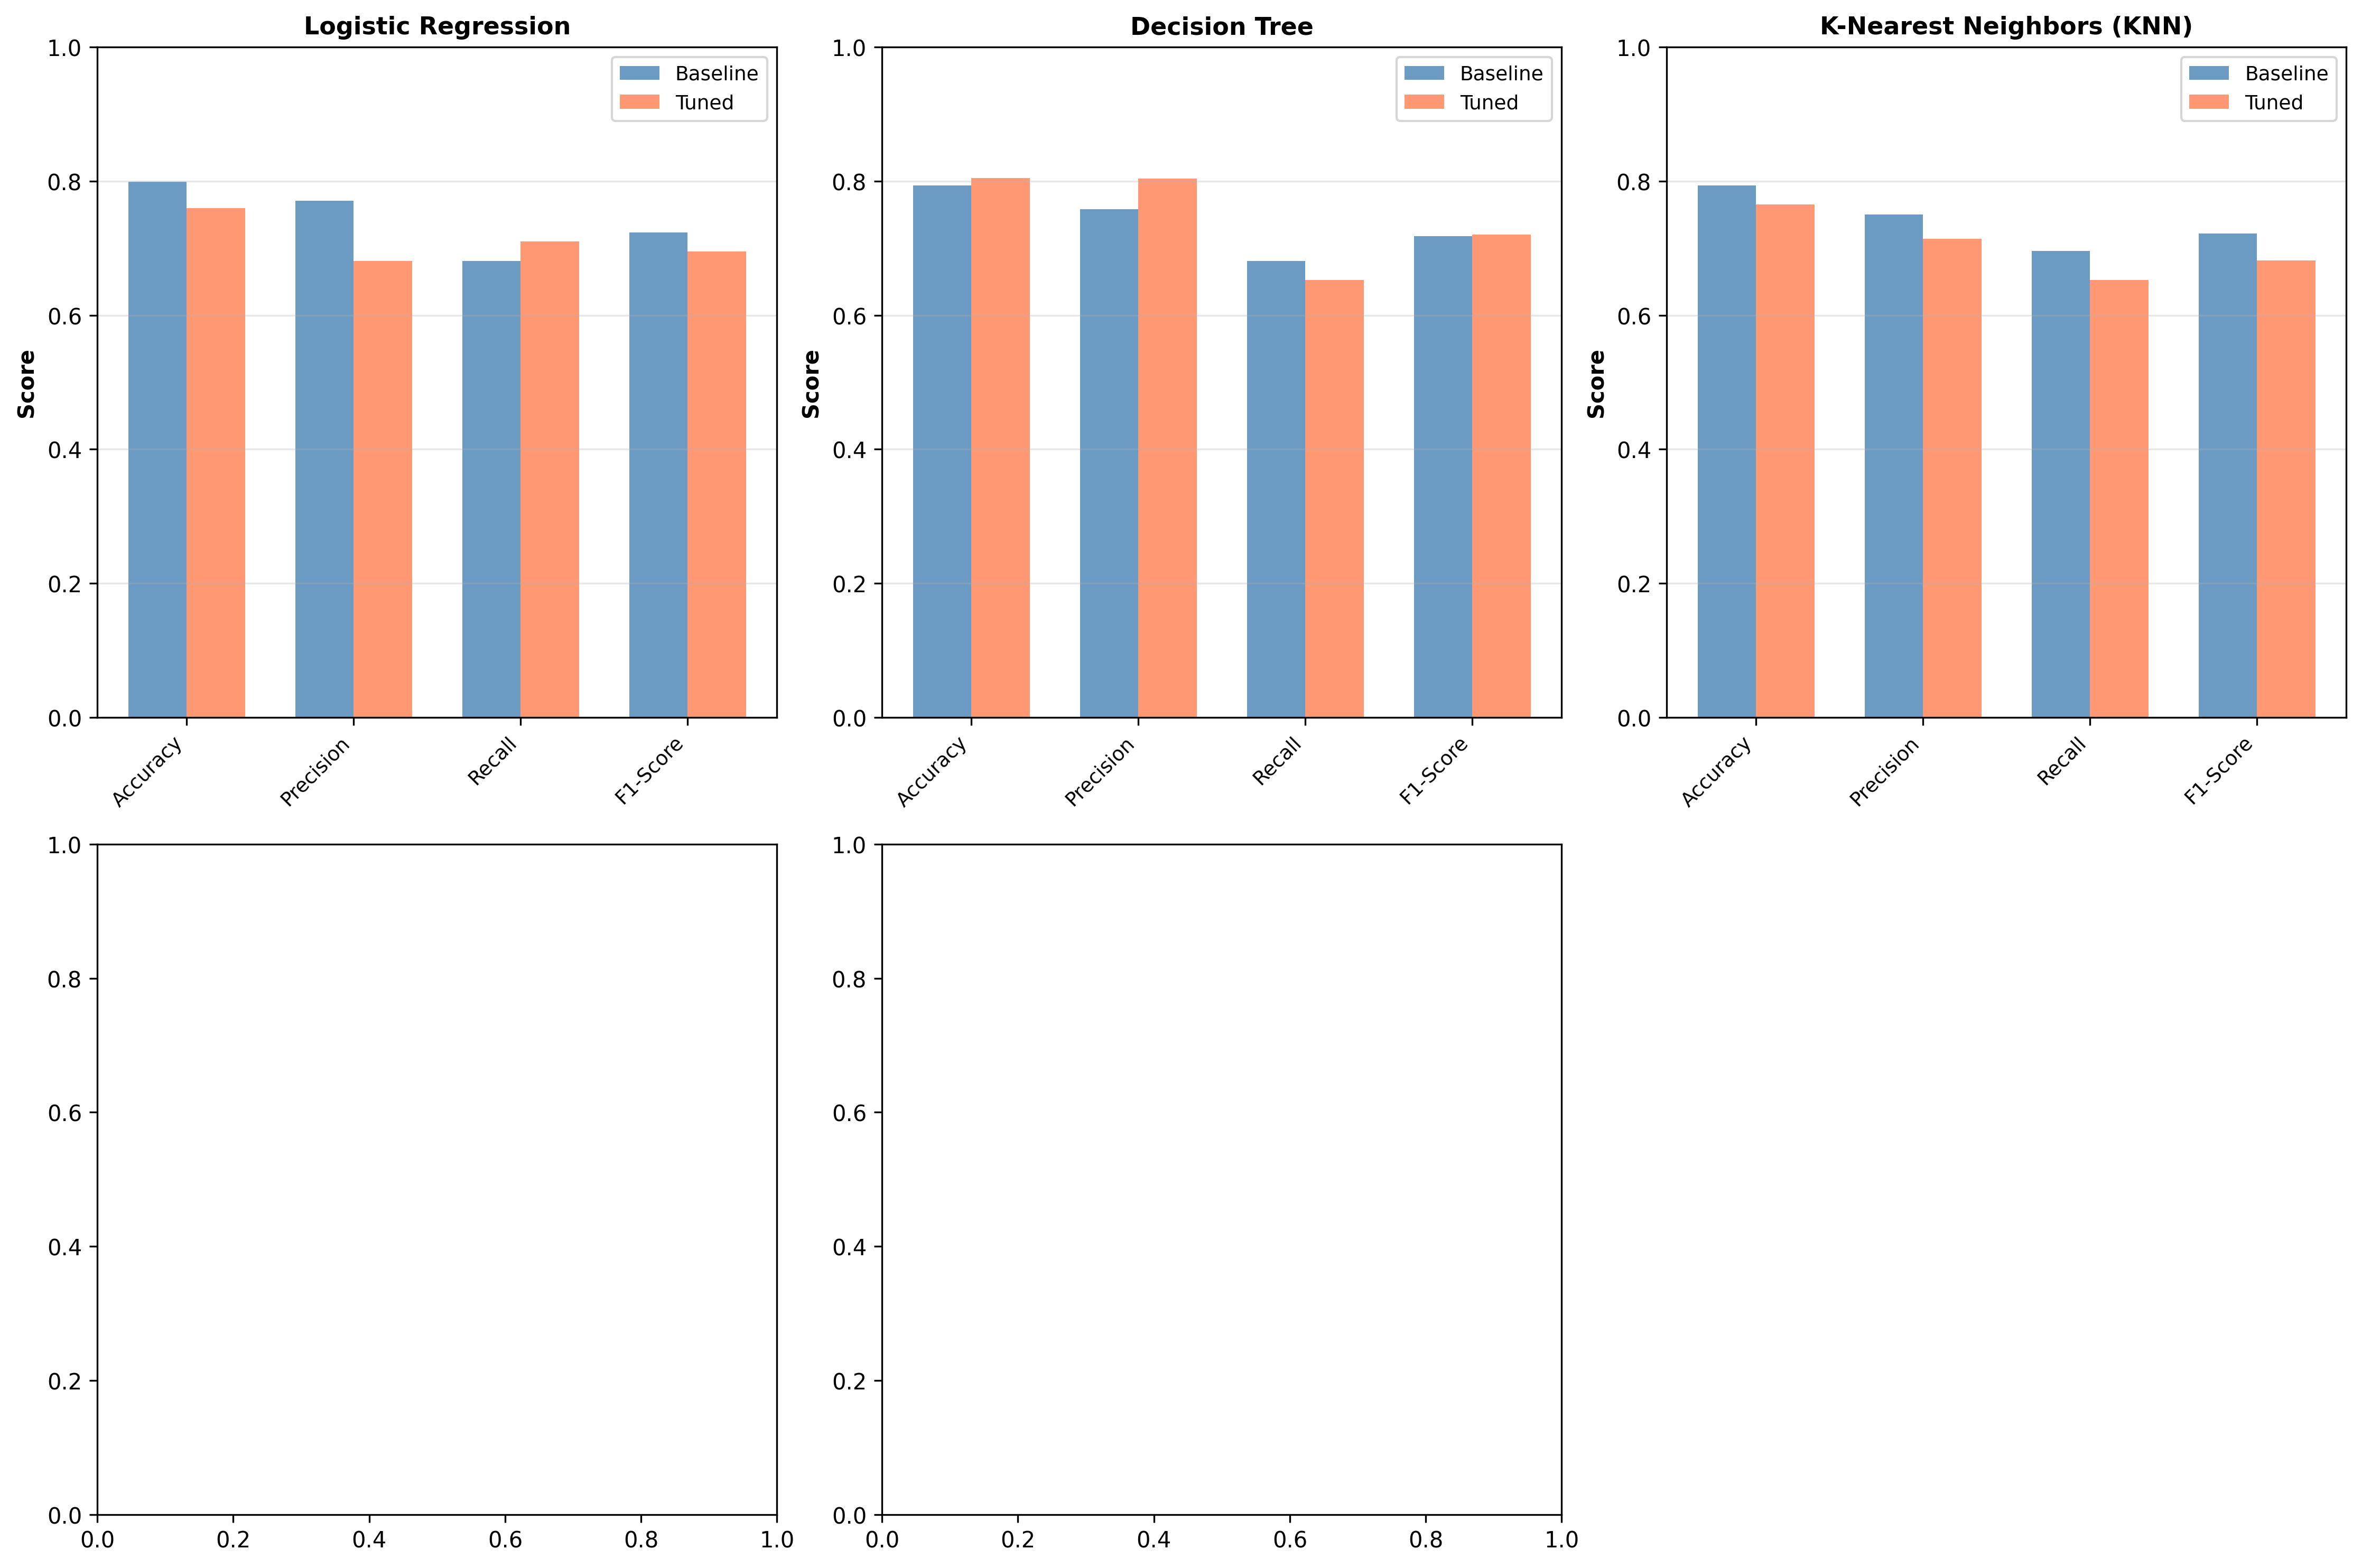 Logistic Regression
1.0
0.8
0.6
0.4
0.2
0.0
Score
Baseline
Tuned
Accuracy
Precision
Recall
F1-Score
Decision Tree
1.0
0.8
0.6
0.4
0.2
0.0
Score
Baseline
Tuned
Accuracy
Precision
Recall
F1-Score
K-Nearest Neighbors (KNN)
1.0
0.8
0.6
0.4
0.2
0.0
Score
Baseline
Tuned
Accuracy
Precision
Recall
F1-Score
1.0
0.8
0.6
0.4
0.2
0.0
0.0 0.2 0.4 0.6 0.8 1.0
1.0
0.8
0.6
0.4
0.2
0.0
0.0 0.2 0.4 0.6 0.8 1.0